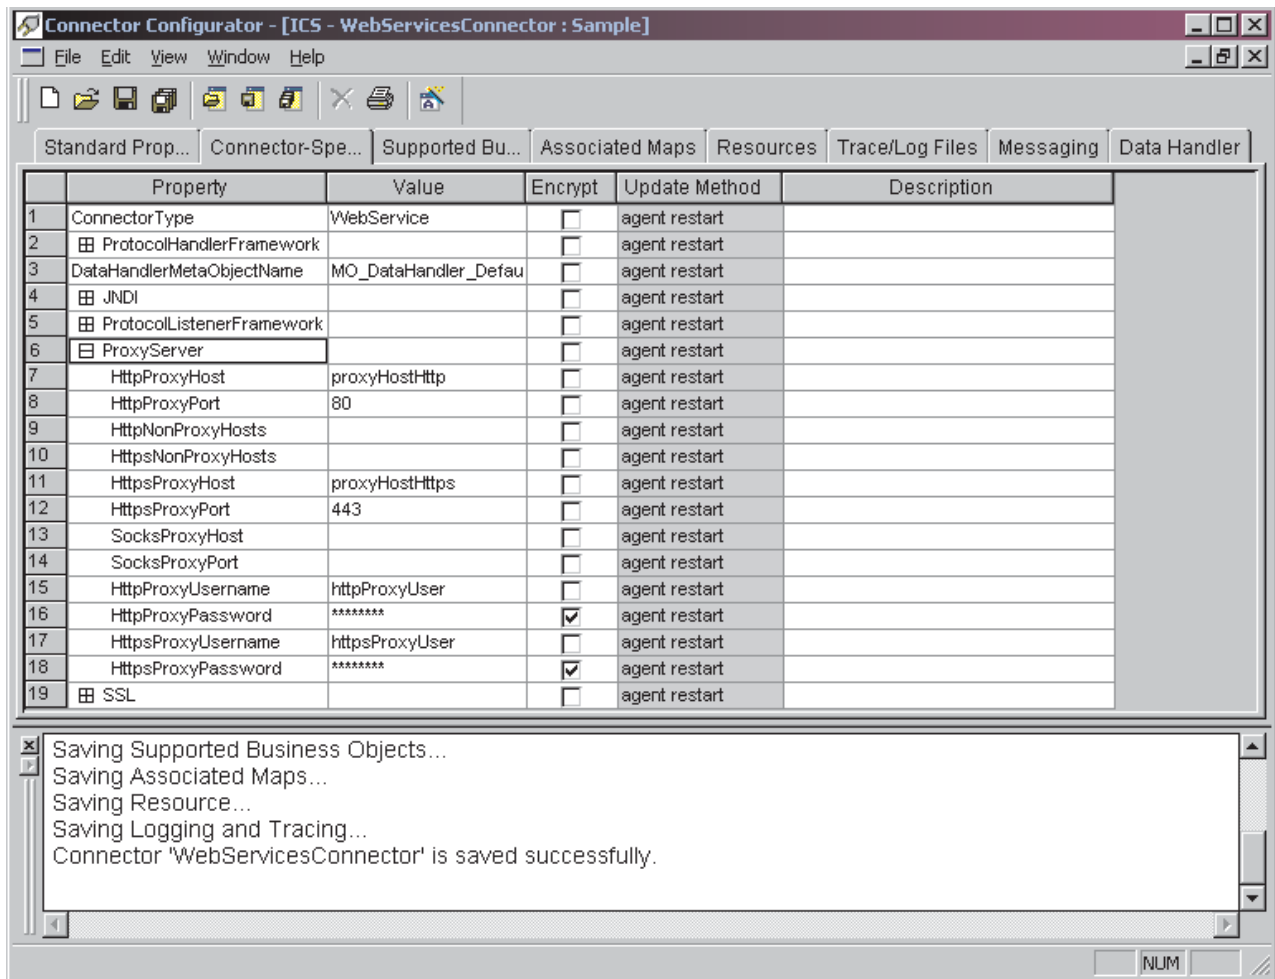 Connector Configurator - [ICS - WebServicesConnector : Sample]
File Edit View Window Help
Standard Prop... Connector-Spe... Supported Bu... Associated Maps Resources Trace/Log Files Messaging Data Handler
Property Value Encrypt Update Method Description
1 ConnectorType WebService agent restart
2 ProtocolHandlerFramework agent restart
3 DataHandlerMetaObjectName MO_DataHandler_Defau agent restart
4 JNDI agent restart
5 ProtocolListenerFramework agent restart
6 ProxyServer agent restart
7 HttpProxyHost proxyHostHttp agent restart
8 HttpProxyPort 80 agent restart
9 HttpNonProxyHosts agent restart
10 HttpsNonProxyHosts agent restart
11 HttpsProxyHost proxyHostHttps agent restart
12 HttpsProxyPort 443 agent restart
13 SocksProxyHost agent restart
14 SocksProxyPort agent restart
15 HttpProxyUsername httpProxyUser agent restart
16 HttpProxyPassword ******** agent restart
17 HttpsProxyUsername httpsProxyUser agent restart
18 HttpsProxyPassword ******** agent restart
19 SSL agent restart
Saving Supported Business Objects...
Saving Associated Maps...
Saving Resource...
Saving Logging and Tracing...
Connector 'WebServicesConnector' is saved successfully.
NUM